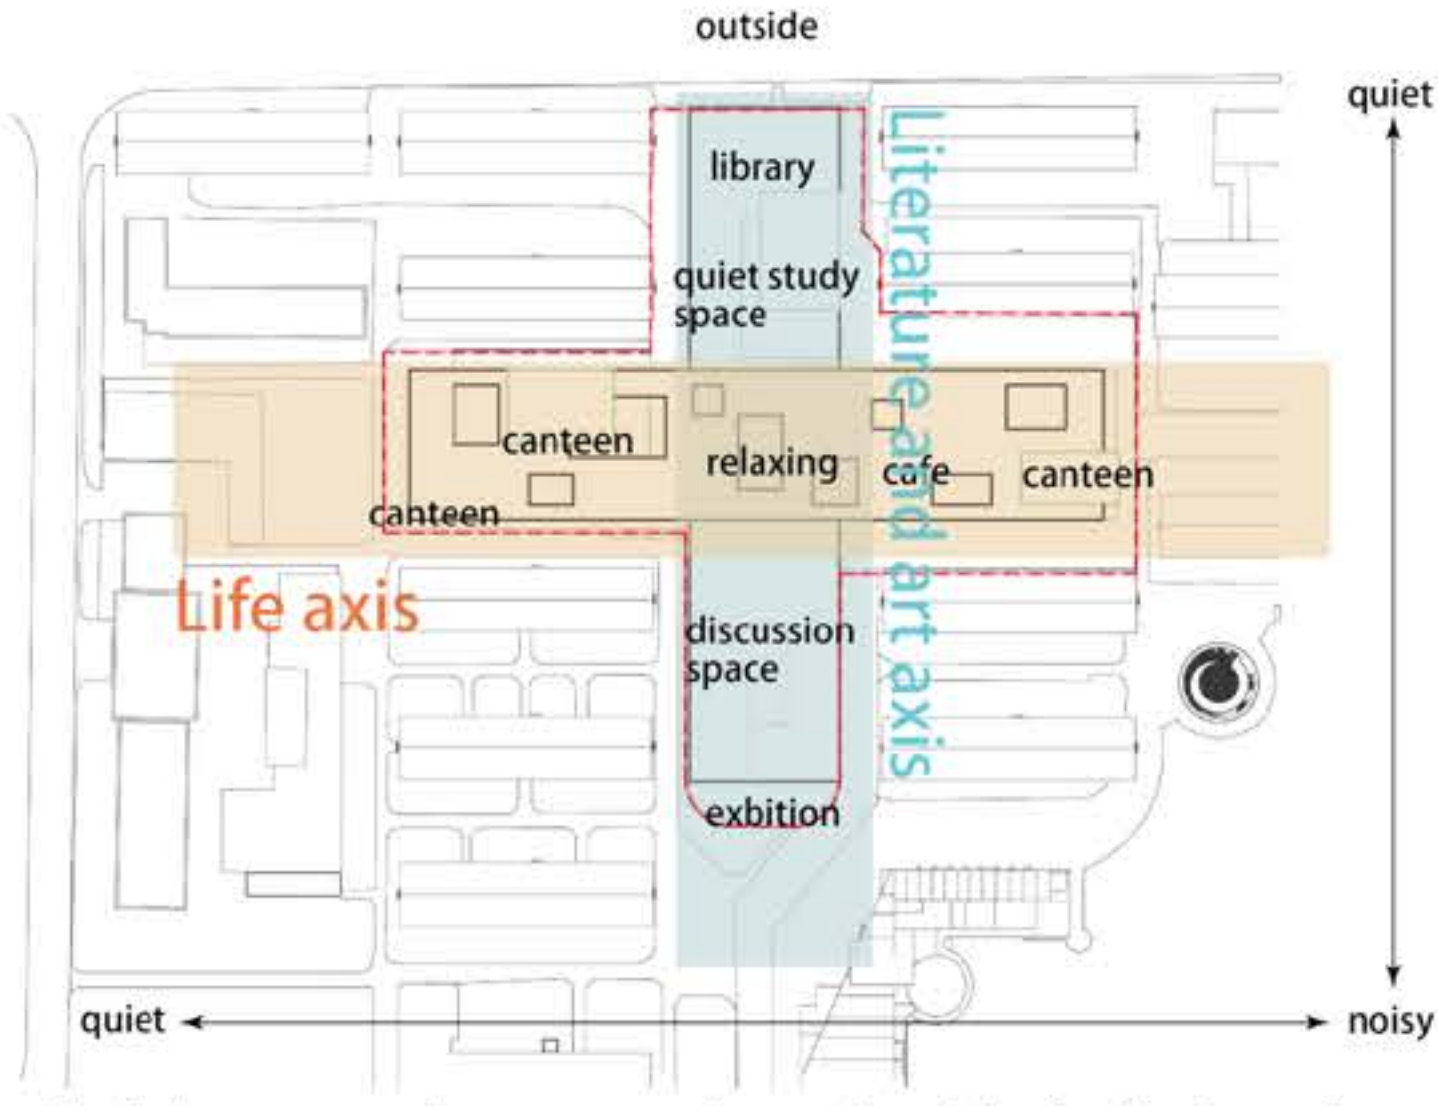 outside
quiet
library
quiet study
space
Literature and art axis
canteen
relaxing
cafe
canteen
canteen
Life axis
discussion
space
exbition
quiet
noisy